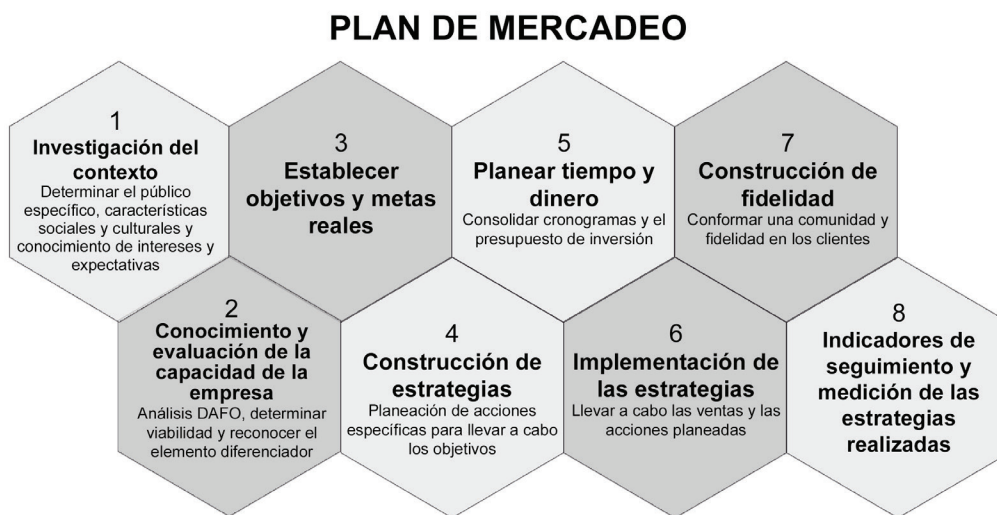 PLAN DE MERCADEO
1
Investigación del
contexto
Determinar el público
específico, características
sociales y culturales y
conocimiento de intereses y
expectativas
2
Conocimiento y
evaluación de la
capacidad de la
empresa
Análisis DAFO, determinar
viabilidad y reconocer el
elemento diferenciador
3
Establecer
objetivos y metas
reales
4
Construcción de
estrategias
Planeación de acciones
específicas para llevar a cabo
los objetivos
5
Planear tiempo y
dinero
Consolidar cronogramas y el
presupuesto de inversión
6
Implementación de
las estrategias
Llevar a cabo las ventas y las
acciones planeadas
7
Construcción de
fidelidad
Conformar una comunidad y
fidelidad en los clientes
8
Indicadores de
seguimiento y
medición de las
estrategias
realizadas